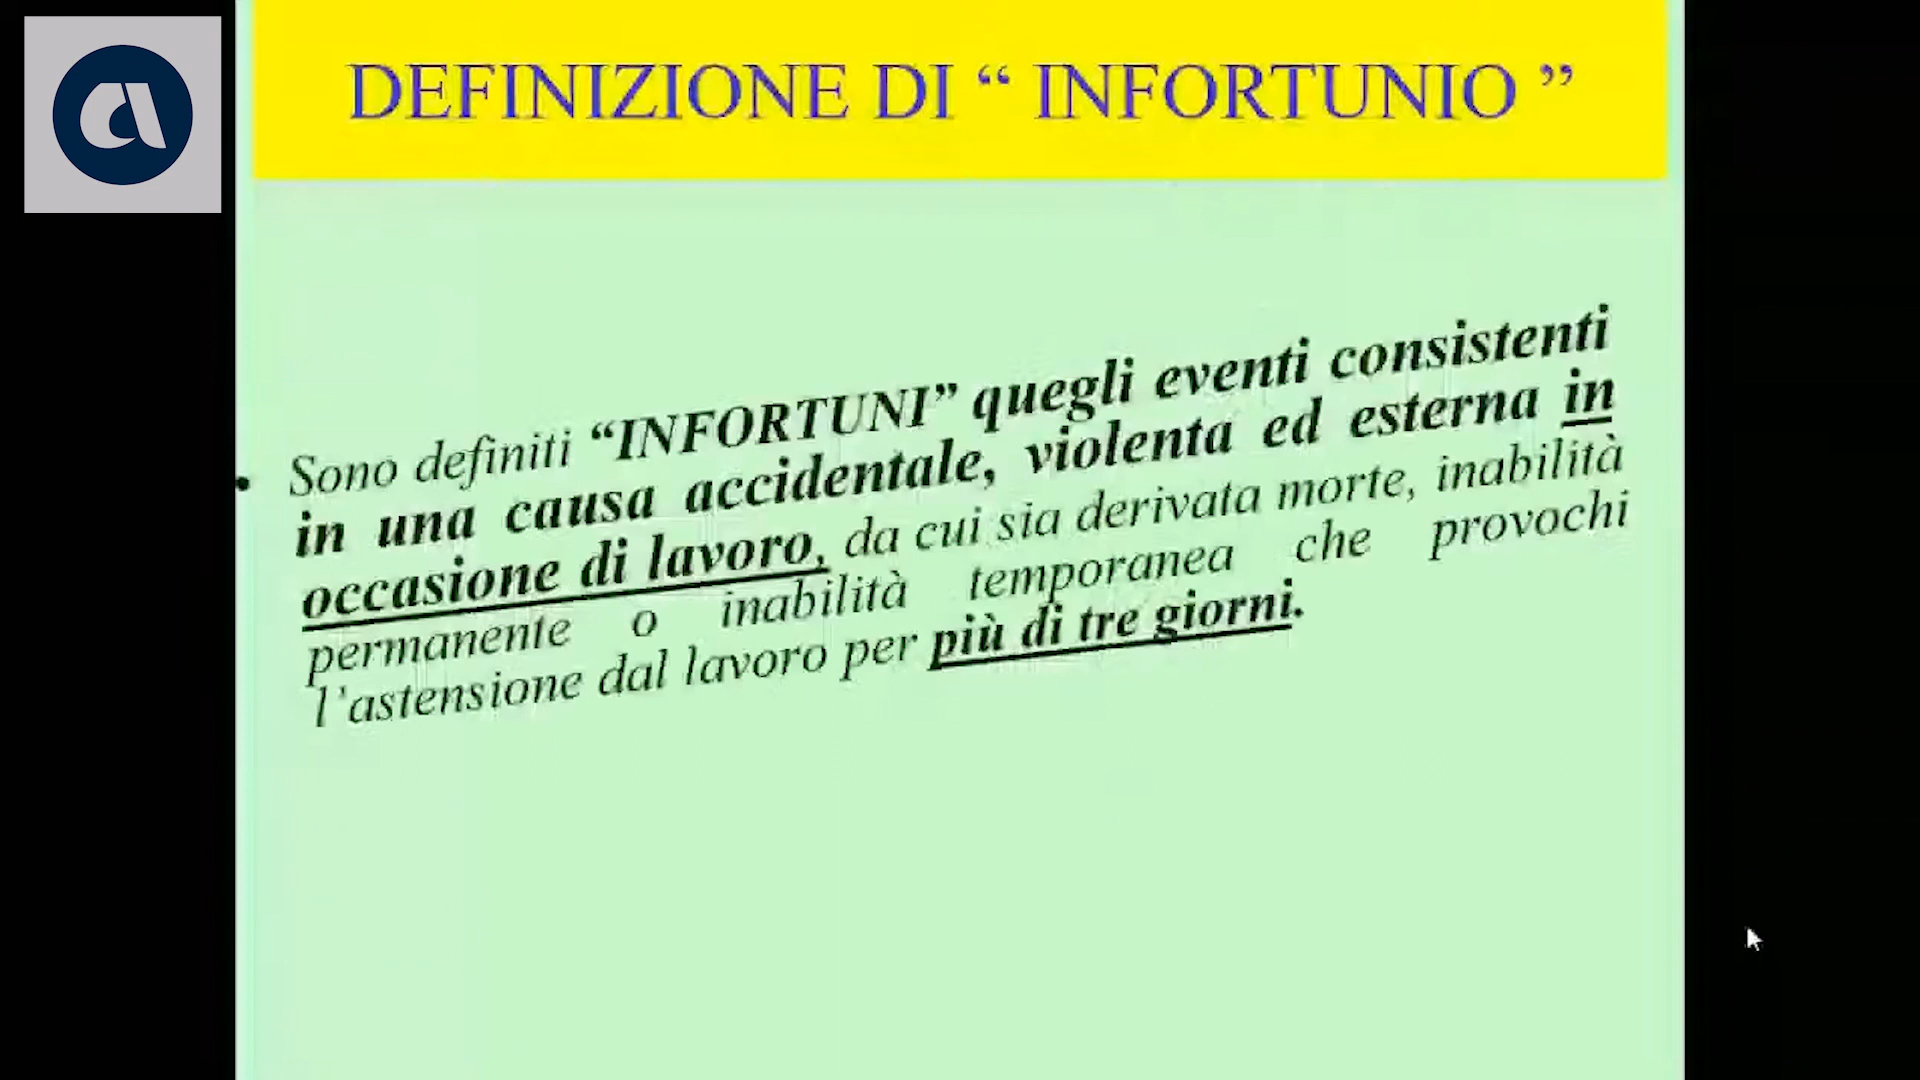 DEFINIZIONE DI “ INFORTUNIO ”
• Sono definiti “INFORTUNI” quegli eventi consistenti
in una causa accidentale, violenta ed esterna in
occasione di lavoro, da cui sia derivata morte, inabilità
permanente o inabilità temporanea che provochi
l’astensione dal lavoro per più di tre giorni.